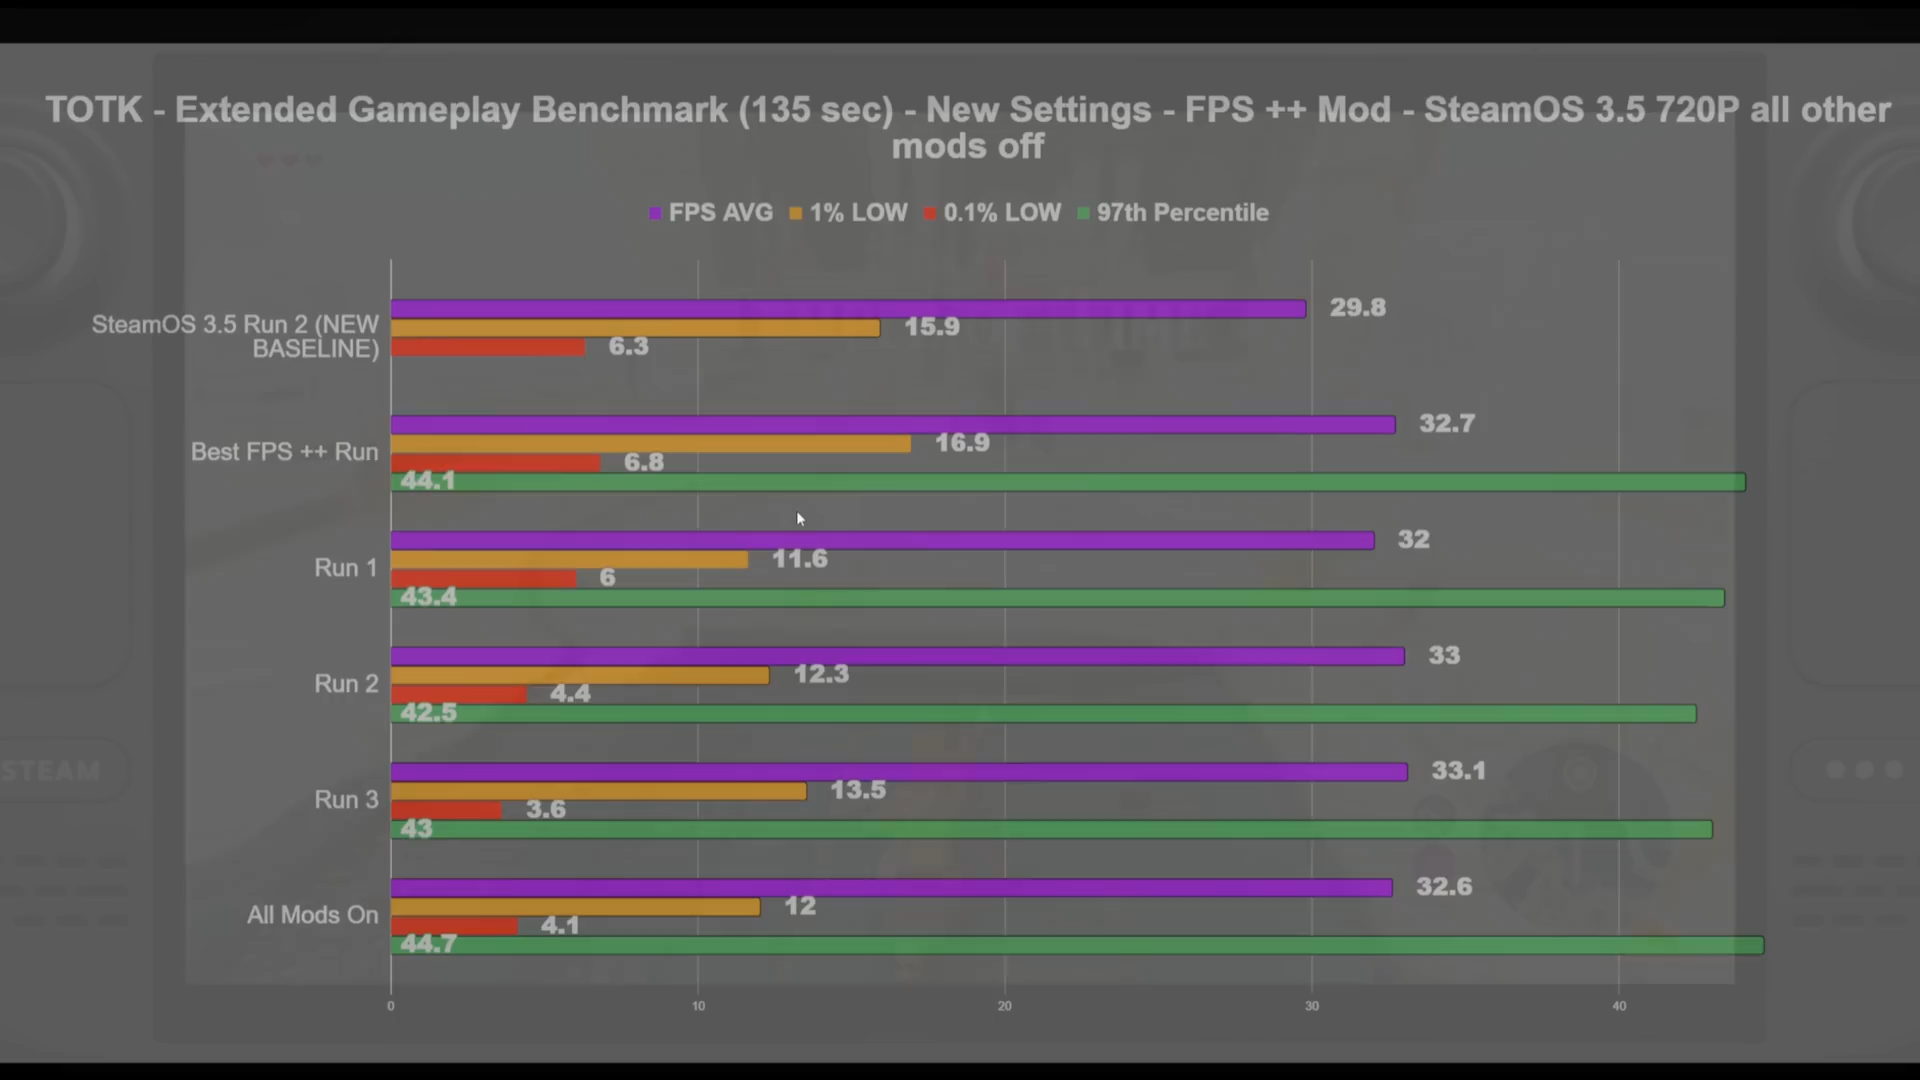 TOTK - Extended Gameplay Benchmark (135 sec) - New Settings - FPS ++ Mod - SteamOS 3.5 720P all other
mods off
FPS AVG 1% LOW 0.1% LOW 97th Percentile
SteamOS 3.5 Run 2 (NEW
BASELINE)
29.8
15.9
6.3
Best FPS ++ Run
32.7
16.9
6.8
44.1
Run 1
32
11.6
6
43.4
Run 2
33
12.3
4.4
42.5
STEAM
Run 3
33.1
13.5
3.6
43
All Mods On
32.6
12
4.1
44.7
0 10 20 30 40